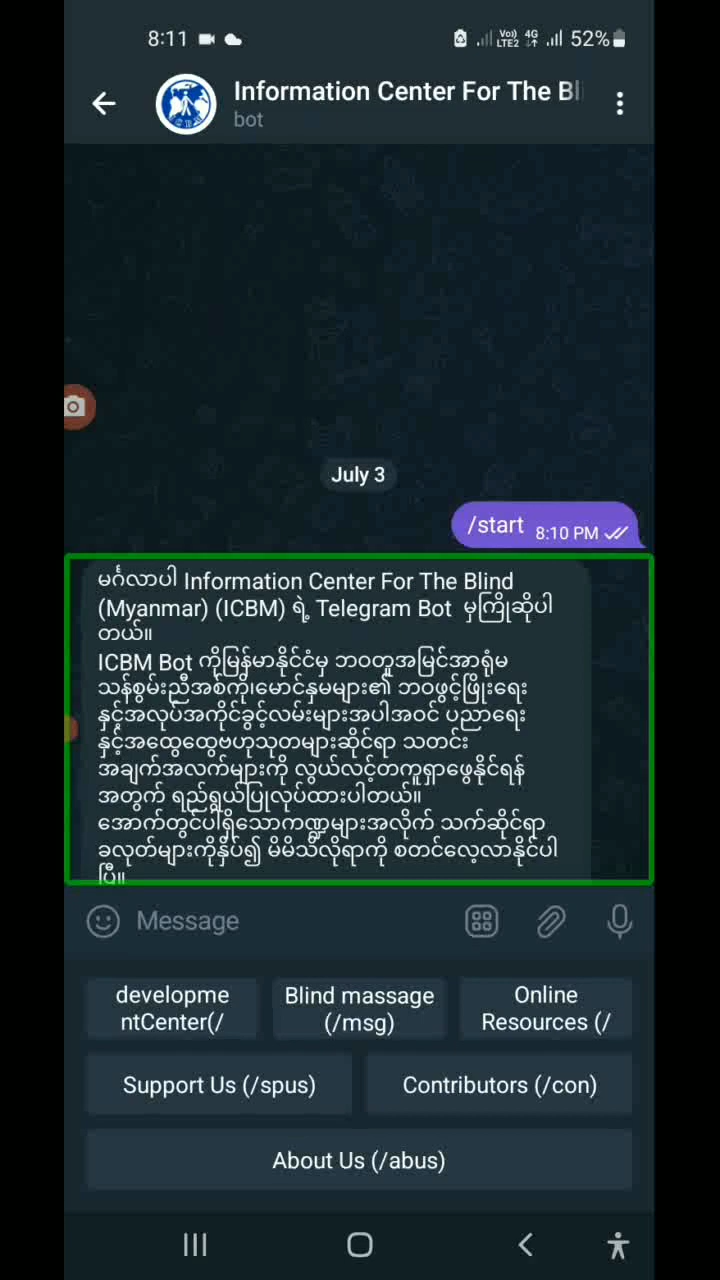 8:11
Vo)) LTE2 4G 52%
Information Center For The Bl
bot
July 3
/start 8:10 PM
မင်္ဂလာပါ Information Center For The Blind
(Myanmar) (ICBM) ရဲ့ Telegram Bot မှကြိုဆိုပါ
တယ်။
ICBM Bot ကိုမြန်မာနိုင်ငံမှ ဘဝတူအမြင်အာရုံမ
သန်စွမ်းညီအစ်ကိုမောင်နှမများ၏ ဘဝဖွင့်ဖြိုးရေး
နှင့်အလုပ်အကိုင်ခွင့်လမ်းများအပါအဝင် ပညာရေး
နှင့်အထွေထွေဗဟုသုတများဆိုင်ရာ သတင်း
အချက်အလက်များကို လွယ်လင့်တကူရှာဖွေနိုင်ရန်
အတွက် ရည်ရွယ်ပြုလုပ်ထားပါတယ်။
အောက်တွင်ပါရှိသောကဏ္ဍများအလိုက် သက်ဆိုင်ရာ
ခလုတ်များကိုနှိပ်၍ မိမိသိလိုရာကို စတင်လေ့လာနိုင်ပါ
ပြီ။
Message
developme
ntCenter(/
Blind massage
(/msg)
Online
Resources (/
Support Us (/spus)
Contributors (/con)
About Us (/abus)